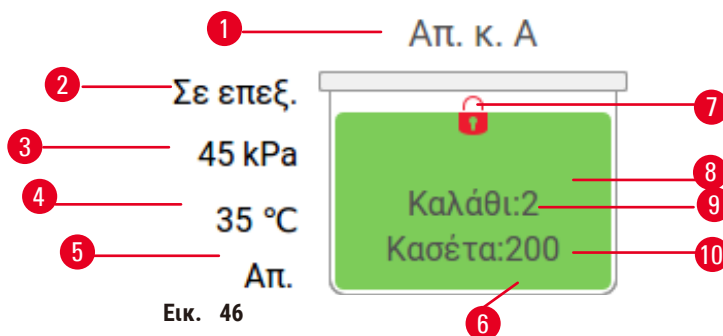 1 Απ. κ. Α
2 Σε επεξ.
7
3 45 kPa
8
4 35 °C
Καλάθι:2 9
5 Απ.
Κασέτα:200 10
Εικ. 46
6